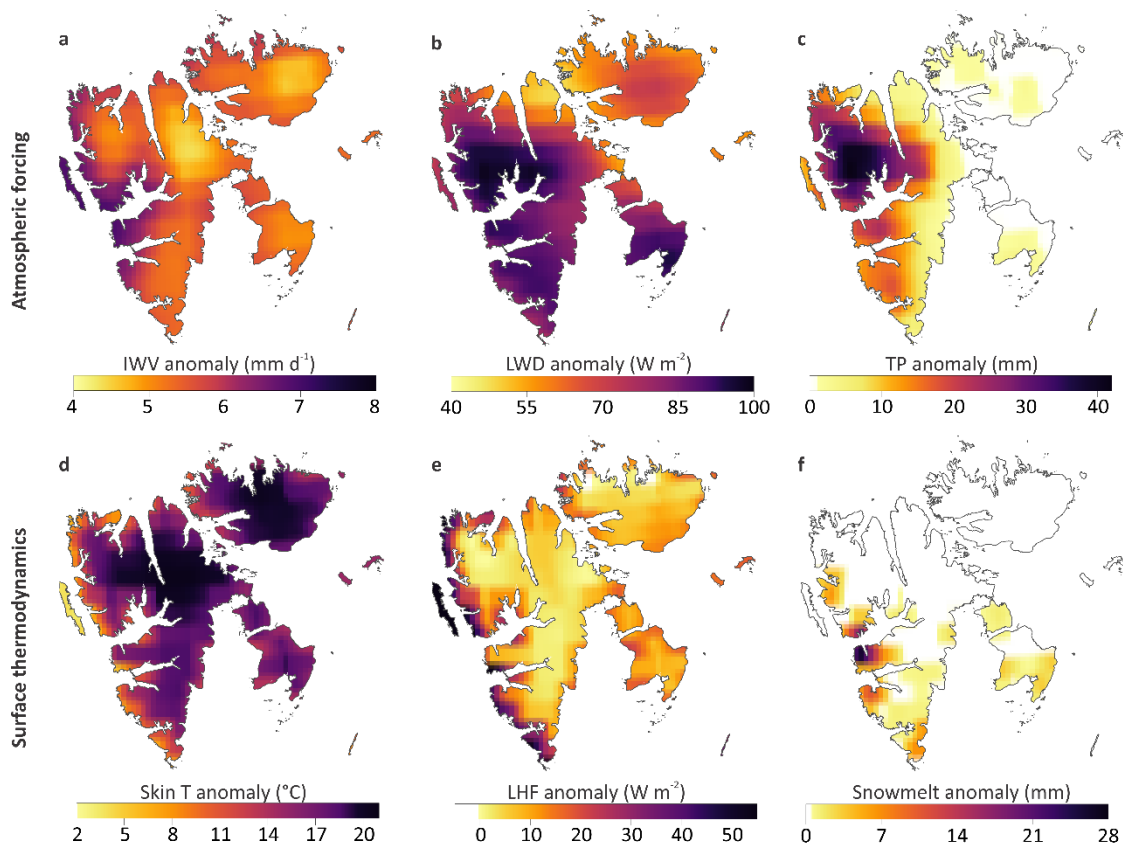 Atmospheric forcing
a
b
c
IWV anomaly (mm d⁻¹)
4 5 6 7 8
LWD anomaly (W m⁻²)
40 55 70 85 100
TP anomaly (mm)
0 10 20 30 40
Surface thermodynamics
d
e
f
Skin T anomaly (°C)
2 5 8 11 14 17 20
LHF anomaly (W m⁻²)
0 10 20 30 40 50
Snowmelt anomaly (mm)
0 7 14 21 28